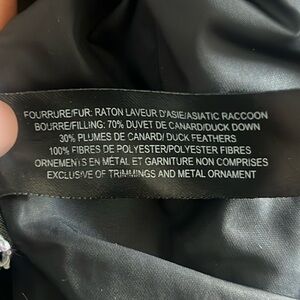 FOURRURE/FUR: RATON LAVEUR D'ASIE/ASIATIC RACCOON
BOURRE/FILLING: 70% DUVET DE CANARD/DUCK DOWN
30% PLUMES DE CANARD/ DUCK FEATHERS
100% FIBRES DE POLYESTER/POLYESTER FIBRES
ORNEMENTS EN METAL ET GARNITURE NON COMPRIS
EXCLUSIVE OF TRIMMINGS AND METAL ORNAMENT